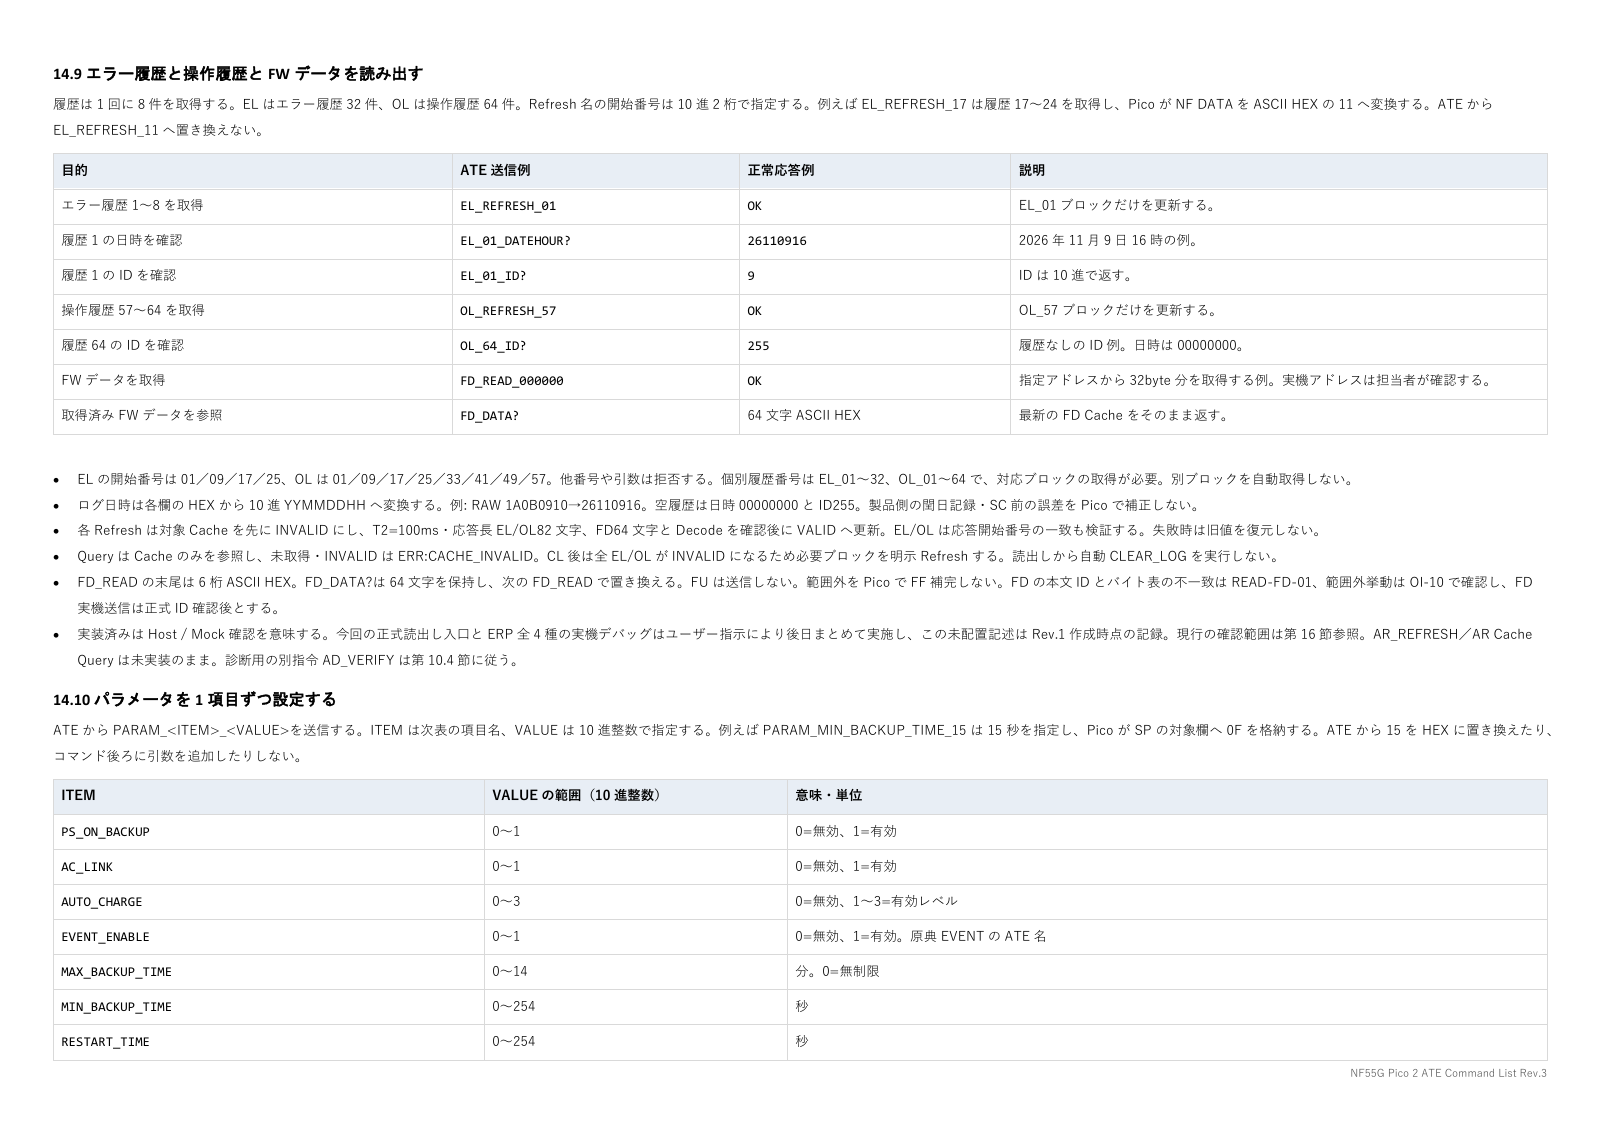 14.9 エラー履歴と操作履歴と FW データを読み出す
履歴は 1 回に 8 件を取得する。EL はエラー履歴 32 件、OL は操作履歴 64 件。Refresh 名の開始番号は 10 進 2 桁で指定する。例えば EL_REFRESH_17 は履歴 17～24 を取得し、Pico が NF DATA を ASCII HEX の 11 へ変換する。ATE から
EL_REFRESH_11 へ置き換えない。
目的 ATE 送信例 正常応答例 説明
エラー履歴 1～8 を取得 EL_REFRESH_01 OK EL_01 ブロックだけを更新する。
履歴 1 の日時を確認 EL_01_DATEHOUR? 26110916 2026 年 11 月 9 日 16 時の例。
履歴 1 の ID を確認 EL_01_ID? 9 ID は 10 進で返す。
操作履歴 57～64 を取得 OL_REFRESH_57 OK OL_57 ブロックだけを更新する。
履歴 64 の ID を確認 OL_64_ID? 255 履歴なしの ID 例。日時は 00000000。
FW データを取得 FD_READ_000000 OK 指定アドレスから 32byte 分を取得する例。実機アドレスは担当者が確認する。
取得済み FW データを参照 FD_DATA? 64 文字 ASCII HEX 最新の FD Cache をそのまま返す。
• EL の開始番号は 01／09／17／25、OL は 01／09／17／25／33／41／49／57。他番号や引数は拒否する。個別履歴番号は EL_01～32、OL_01～64 で、対応ブロックの取得が必要。別ブロックを自動取得しない。
• ログ日時は各欄の HEX から 10 進 YYMMDDHH へ変換する。例: RAW 1A0B0910→26110916。空履歴は日時 00000000 と ID255。製品側の閏日記録・SC 前の誤差を Pico で補正しない。
• 各 Refresh は対象 Cache を先に INVALID にし、T2=100ms・応答長 EL/OL82 文字、FD64 文字と Decode を確認後に VALID へ更新。EL/OL は応答開始番号の一致も検証する。失敗時は旧値を復元しない。
• Query は Cache のみを参照し、未取得・INVALID は ERR:CACHE_INVALID。CL 後は全 EL/OL が INVALID になるため必要ブロックを明示 Refresh する。読出しから自動 CLEAR_LOG を実行しない。
• FD_READ の末尾は 6 桁 ASCII HEX。FD_DATA?は 64 文字を保持し、次の FD_READ で置き換える。FU は送信しない。範囲外を Pico で FF 補完しない。FD の本文 ID とバイト表の不一致は READ-FD-01、範囲外挙動は OI-10 で確認し、FD
実機送信は正式 ID 確認後とする。
• 実装済みは Host / Mock 確認を意味する。今回の正式読出し入口と ERP 全 4 種の実機デバッグはユーザー指示により後日まとめて実施し、この未配置記述は Rev.1 作成時点の記録。現行の確認範囲は第 16 節参照。AR_REFRESH／AR Cache
Query は未実装のまま。診断用の別指令 AD_VERIFY は第 10.4 節に従う。
14.10 パラメータを 1 項目ずつ設定する
ATE から PARAM_<ITEM>_<VALUE>を送信する。ITEM は次表の項目名、VALUE は 10 進整数で指定する。例えば PARAM_MIN_BACKUP_TIME_15 は 15 秒を指定し、Pico が SP の対象欄へ 0F を格納する。ATE から 15 を HEX に置き換えたり、
コマンド後ろに引数を追加したりしない。
ITEM VALUE の範囲（10 進整数） 意味・単位
PS_ON_BACKUP 0～1 0=無効、1=有効
AC_LINK 0～1 0=無効、1=有効
AUTO_CHARGE 0～3 0=無効、1～3=有効レベル
EVENT_ENABLE 0～1 0=無効、1=有効。原典 EVENT の ATE 名
MAX_BACKUP_TIME 0～14 分。0=無制限
MIN_BACKUP_TIME 0～254 秒
RESTART_TIME 0～254 秒
NF55G Pico 2 ATE Command List Rev.3